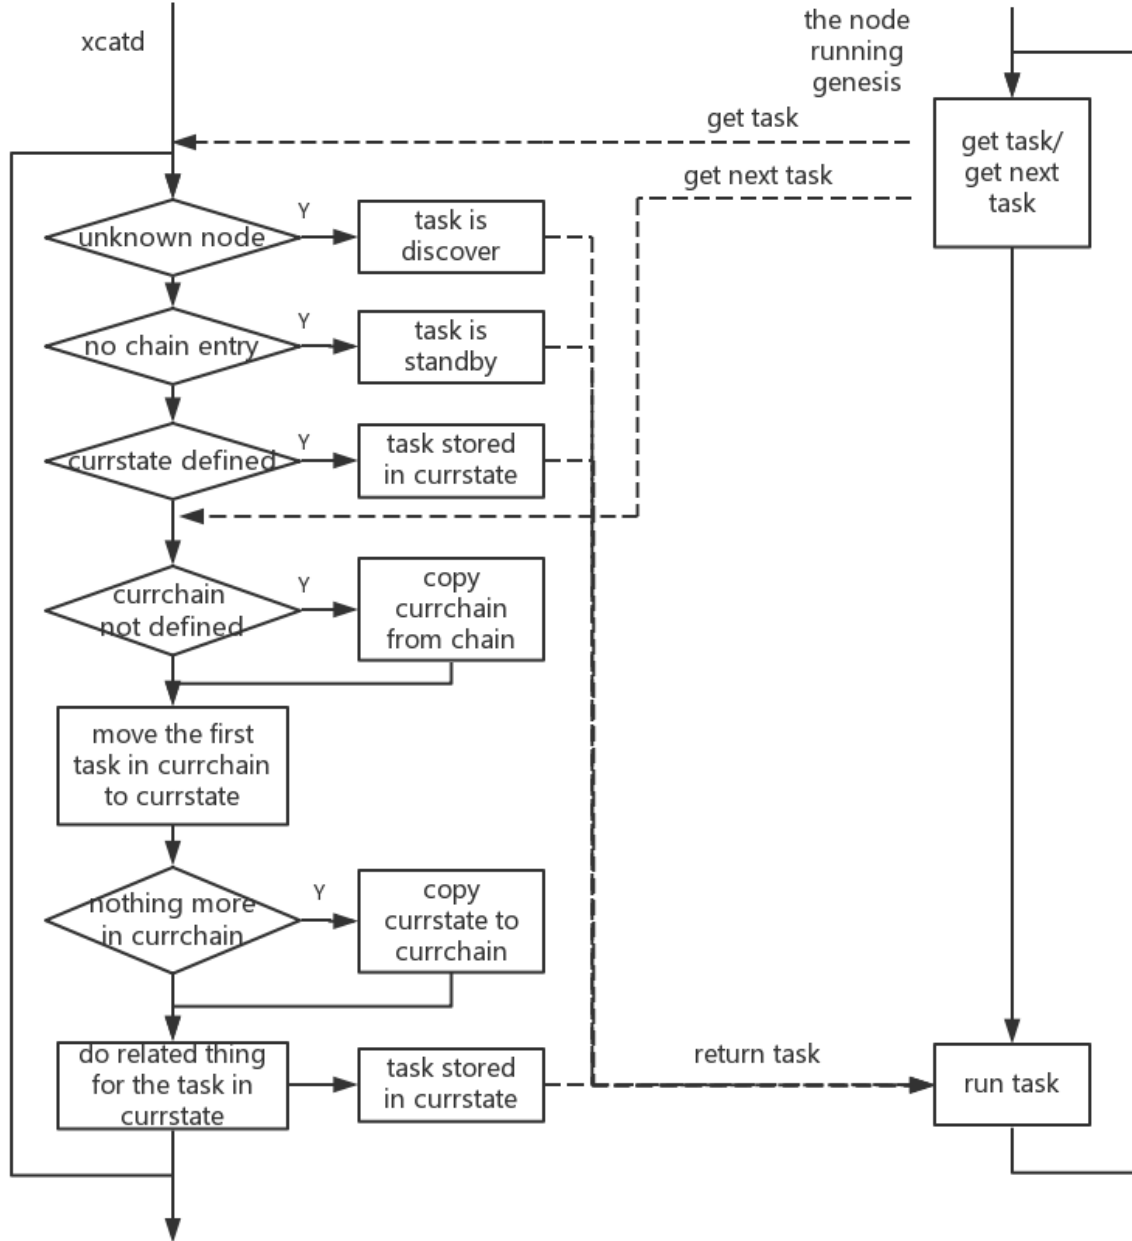 xcatd
the node
running
genesis
get task
get task/
get next
task
get next task
unknown node
Y
task is
discover
no chain entry
Y
task is
standby
currstate defined
Y
task stored
in currstate
currchain
not defined
Y
copy
currchain
from chain
move the first
task in currchain
to currstate
nothing more
in currchain
Y
copy
currstate to
currchain
do related thing
for the task in
currstate
task stored
in currstate
return task
run task